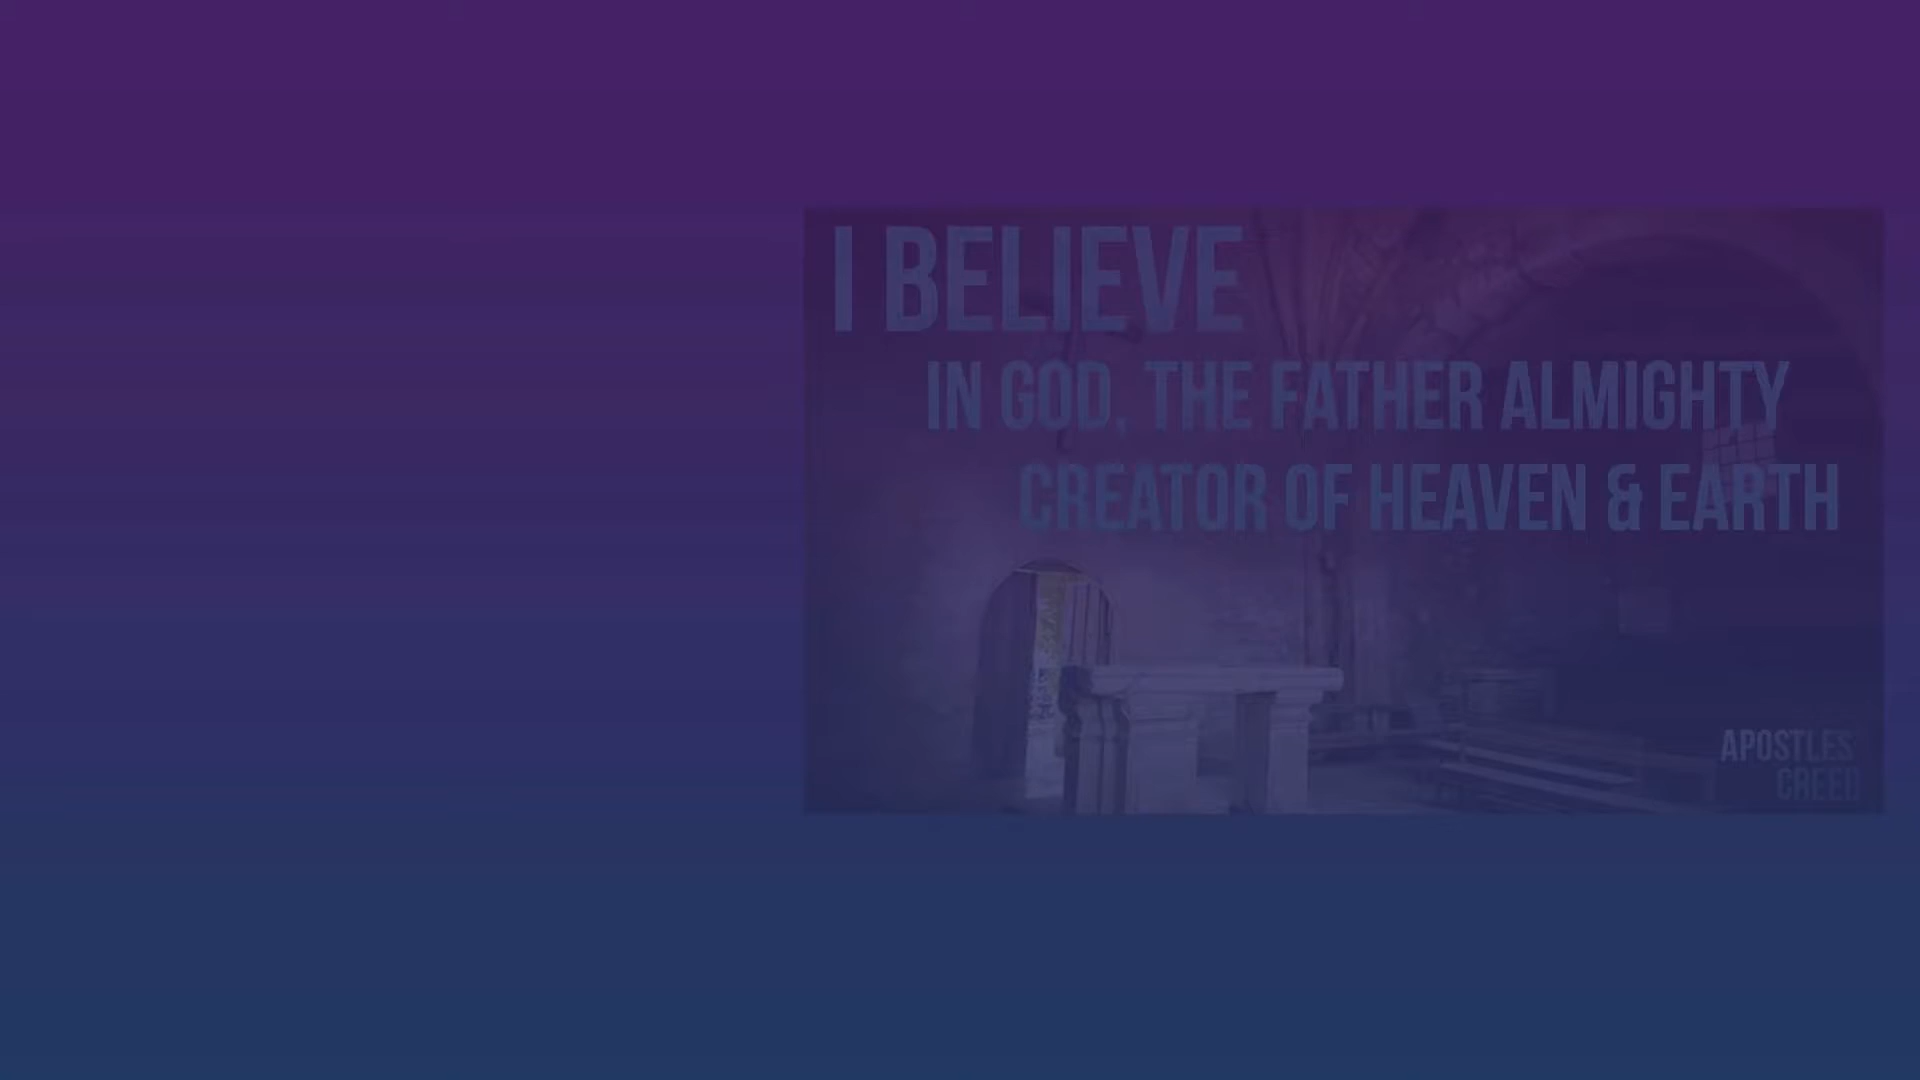 I BELIEVE
IN GOD, THE FATHER ALMIGHTY
CREATOR OF HEAVEN & EARTH
APOSTLES'
CREED